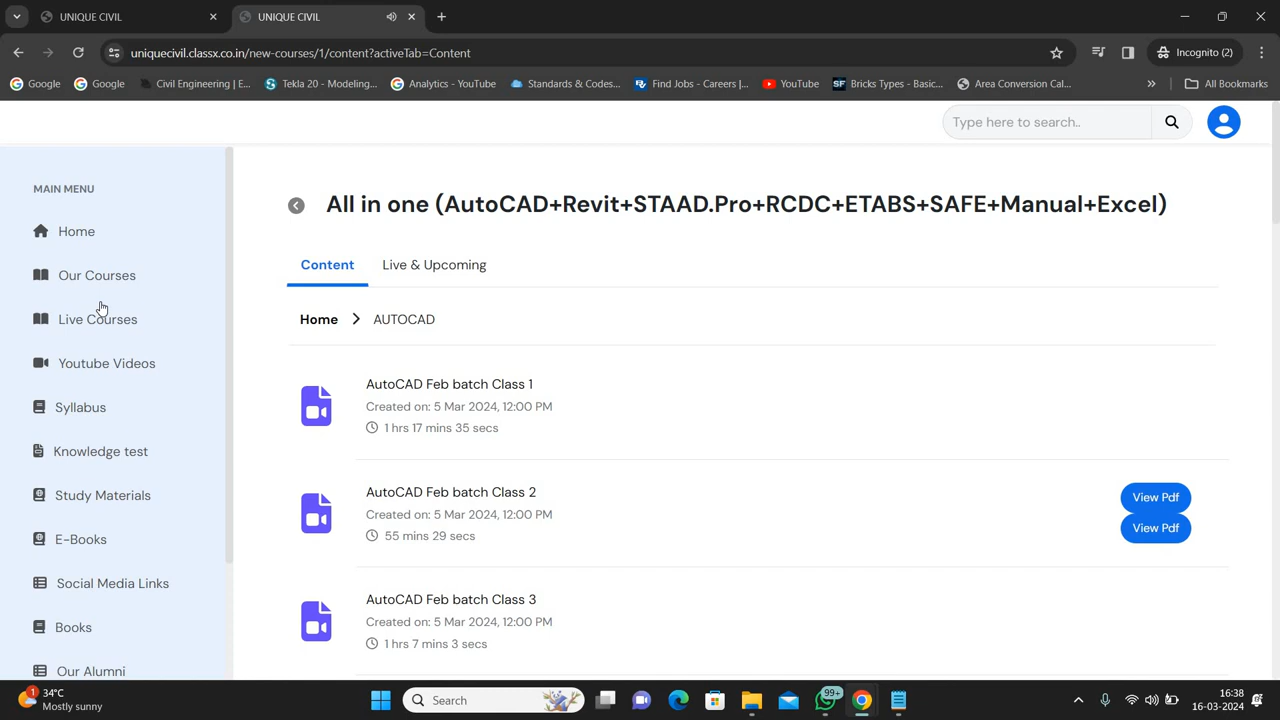 UNIQUE CIVIL
UNIQUE CIVIL
uniquecivil.classx.co.in/new-courses/1/content?activeTab=Content
Incognito (2)
Google
Google
Civil Engineering | E...
Tekla 20 - Modeling...
Analytics - YouTube
Standards & Codes...
Find Jobs - Careers |...
YouTube
Bricks Types - Basic...
Area Conversion Cal...
All Bookmarks
Type here to search..
MAIN MENU
Home
Our Courses
Live Courses
Youtube Videos
Syllabus
Knowledge test
Study Materials
E-Books
Social Media Links
Books
Our Alumni
All in one (AutoCAD+Revit+STAAD.Pro+RCDC+ETABS+SAFE+Manual+Excel)
Content
Live & Upcoming
Home > AUTOCAD
AutoCAD Feb batch Class 1
Created on: 5 Mar 2024, 12:00 PM
1 hrs 17 mins 35 secs
AutoCAD Feb batch Class 2
Created on: 5 Mar 2024, 12:00 PM
55 mins 29 secs
View Pdf
View Pdf
AutoCAD Feb batch Class 3
Created on: 5 Mar 2024, 12:00 PM
1 hrs 7 mins 3 secs
1
34°C
Mostly sunny
Search
99+
16:38
16-03-2024